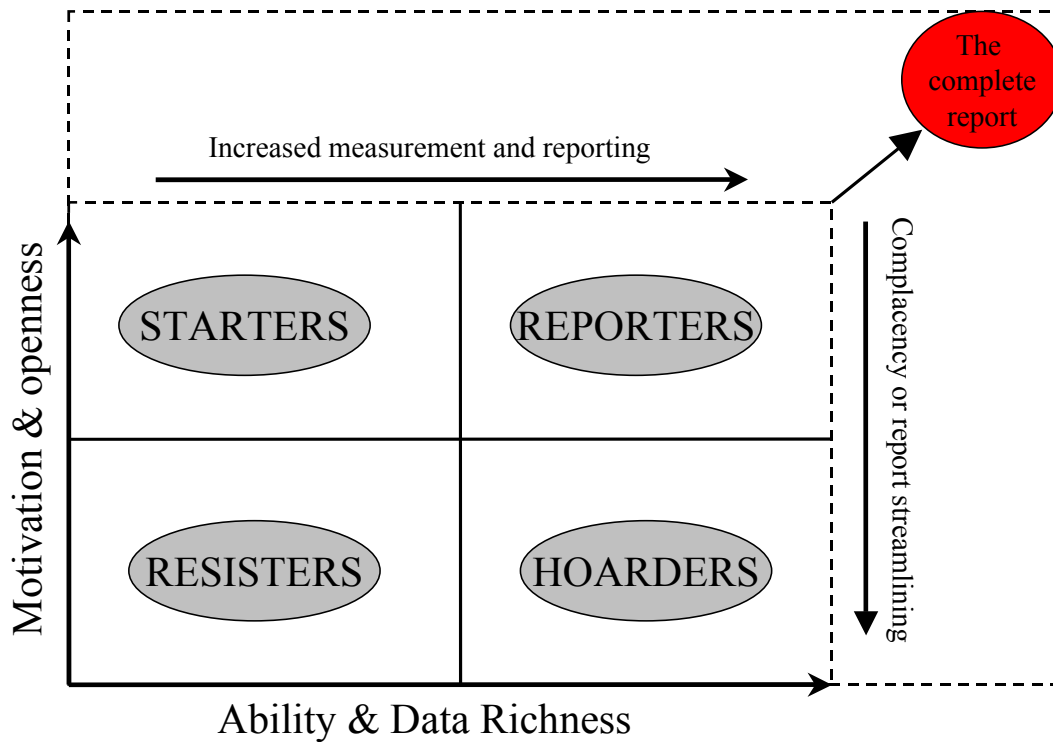 The
complete
report
Increased measurement and reporting
Motivation & openness
STARTERS
REPORTERS
Complacency or report streamlining
RESISTERS
HOARDERS
Ability & Data Richness